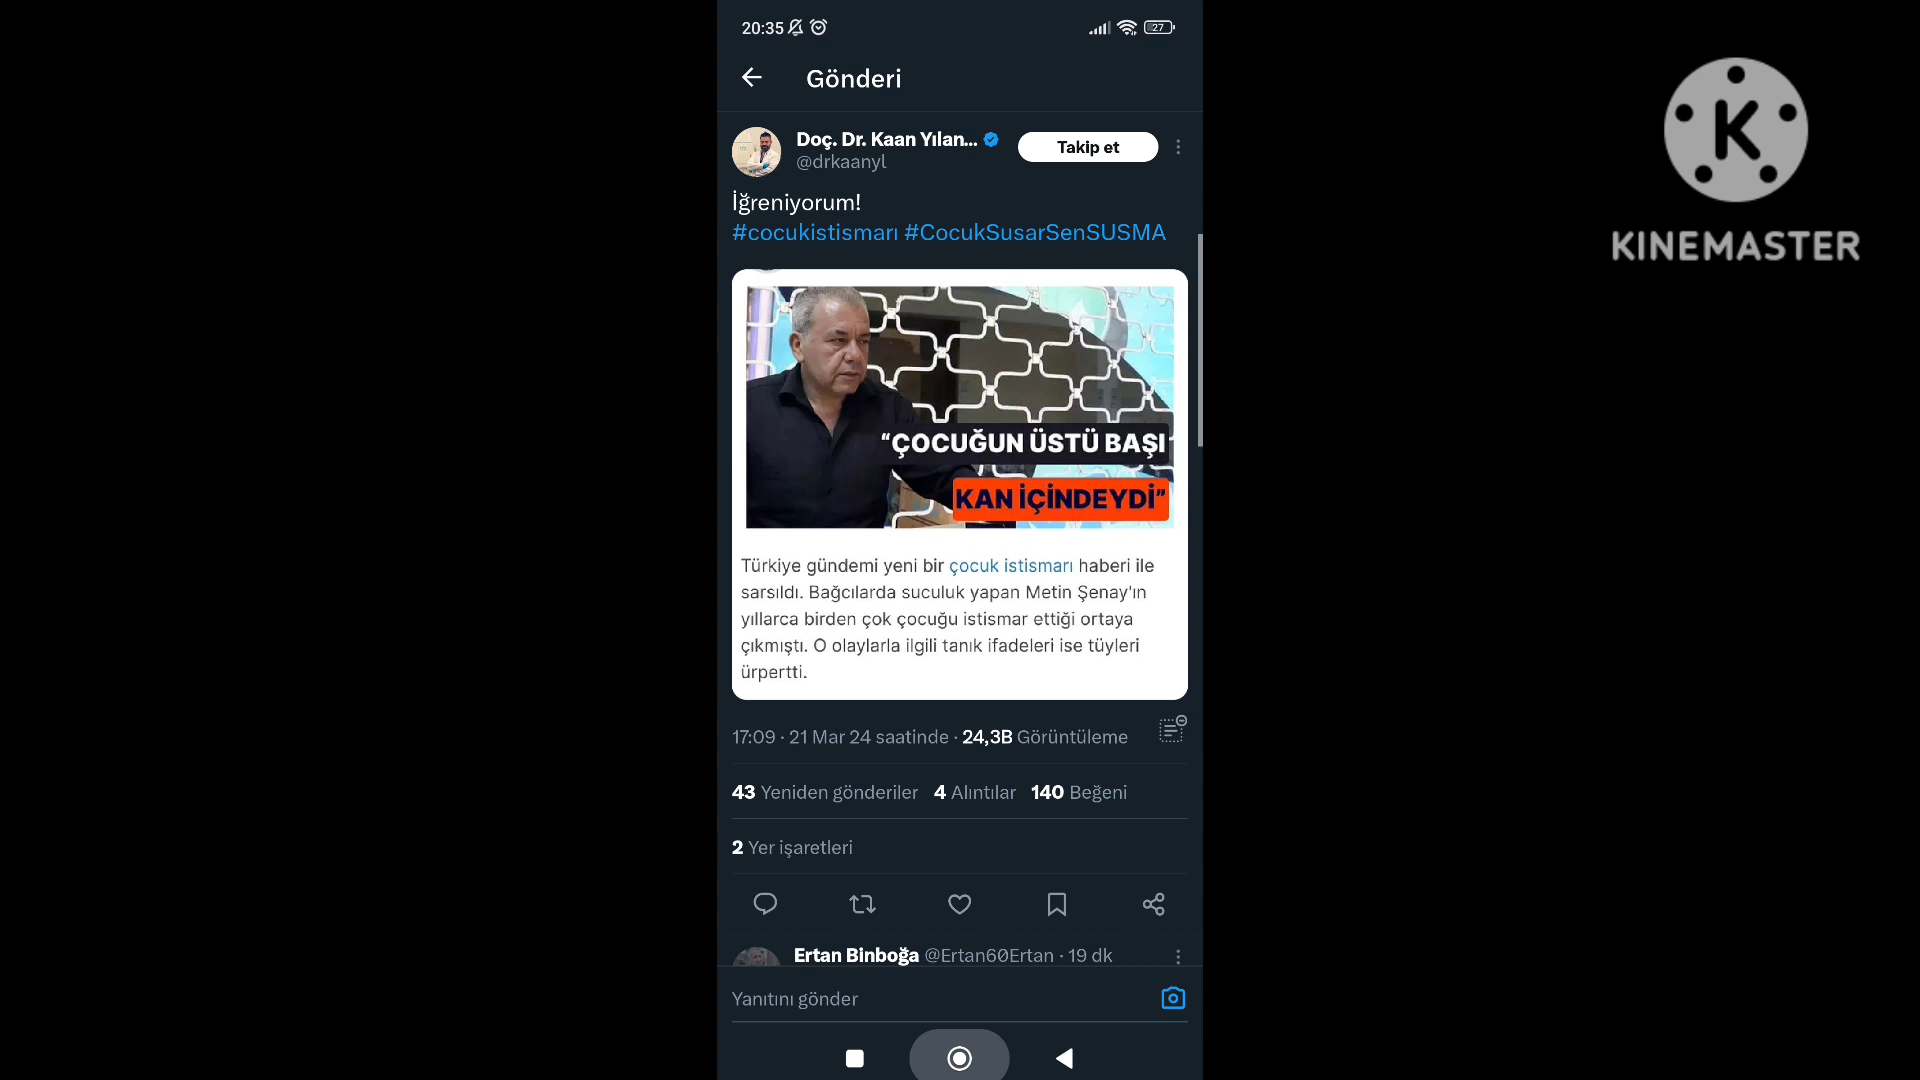 20:35
27
Gönderi
Doç. Dr. Kaan Yılan...
Takip et
@drkaanyl
İğreniyorum!
#cocukistismarı #CocukSusarSenSUSMA
“ÇOCUĞUN ÜSTÜ BAŞI
KAN İÇİNDEYDİ”
Türkiye gündemi yeni bir çocuk istismarı haberi ile
sarsıldı. Bağcılarda suculuk yapan Metin Şenay'ın
yıllarca birden çok çocuğu istismar ettiği ortaya
çıkmıştı. O olaylarla ilgili tanık ifadeleri ise tüyleri
ürpertti.
17:09 · 21 Mar 24 saatinde · 24,3B Görüntüleme
43 Yeniden gönderiler 4 Alıntılar 140 Beğeni
2 Yer işaretleri
Ertan Binboğa @Ertan60Ertan · 19 dk
Yanıtını gönder
K
KINEMASTER